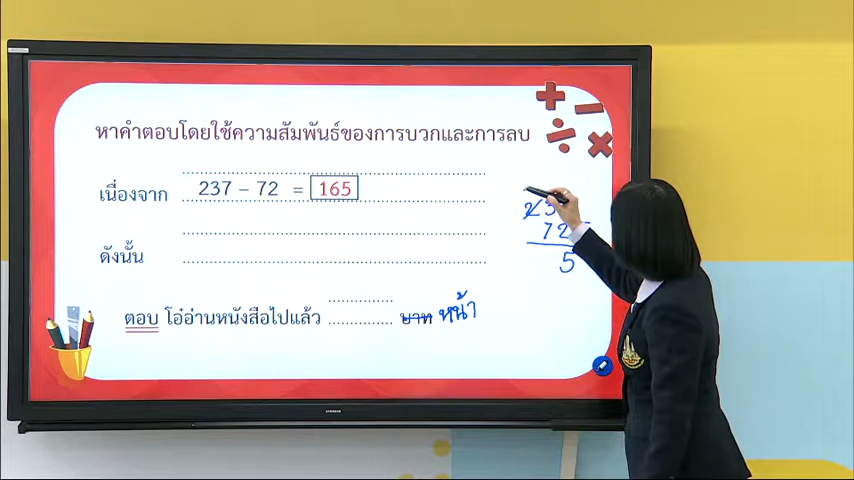 หาคำตอบโดยใช้ความสัมพันธ์ของการบวกและการลบ
เนื่องจาก 237 – 72 = 165
2 3
7 2
5
ดังนั้น
ตอบ โอ๋อ่านหนังสือไปแล้ว ............ บาท หน้า
SAMSUNG